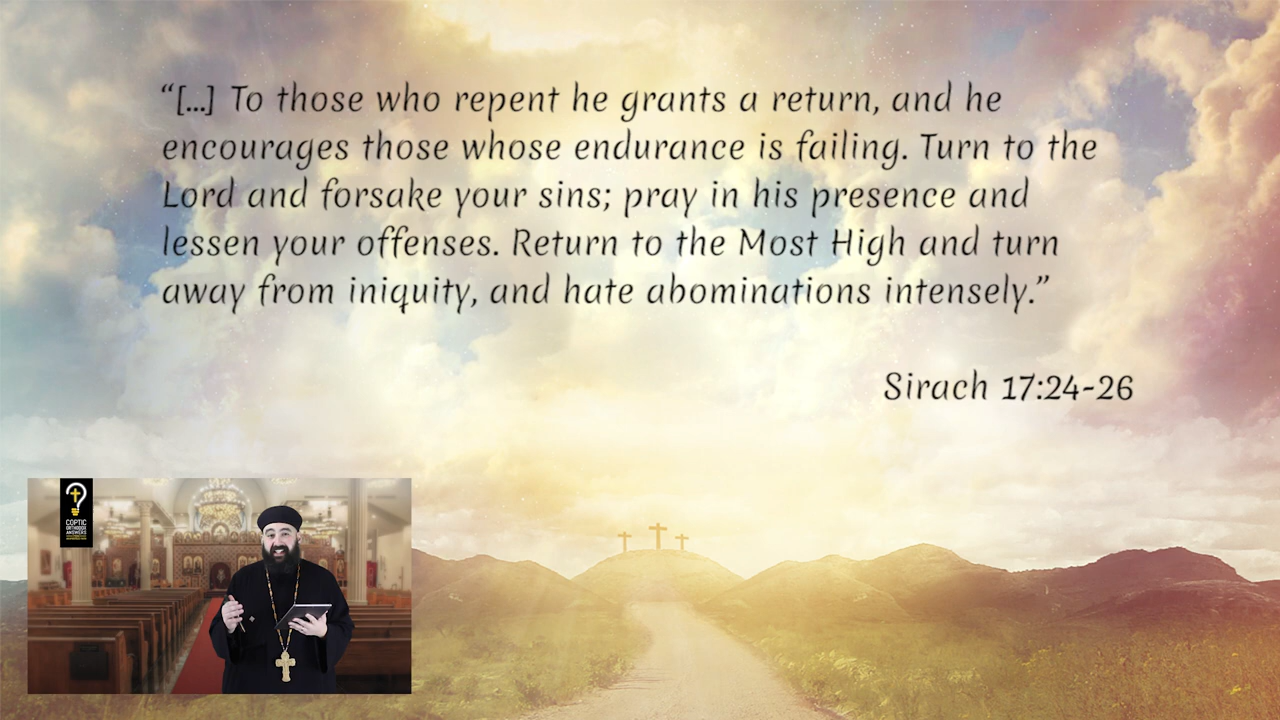 “[...] To those who repent he grants a return, and he
encourages those whose endurance is failing. Turn to the
Lord and forsake your sins; pray in his presence and
lessen your offenses. Return to the Most High and turn
away from iniquity, and hate abominations intensely.”
Sirach 17:24-26
COPTIC
ORTHODOX
ANSWERS